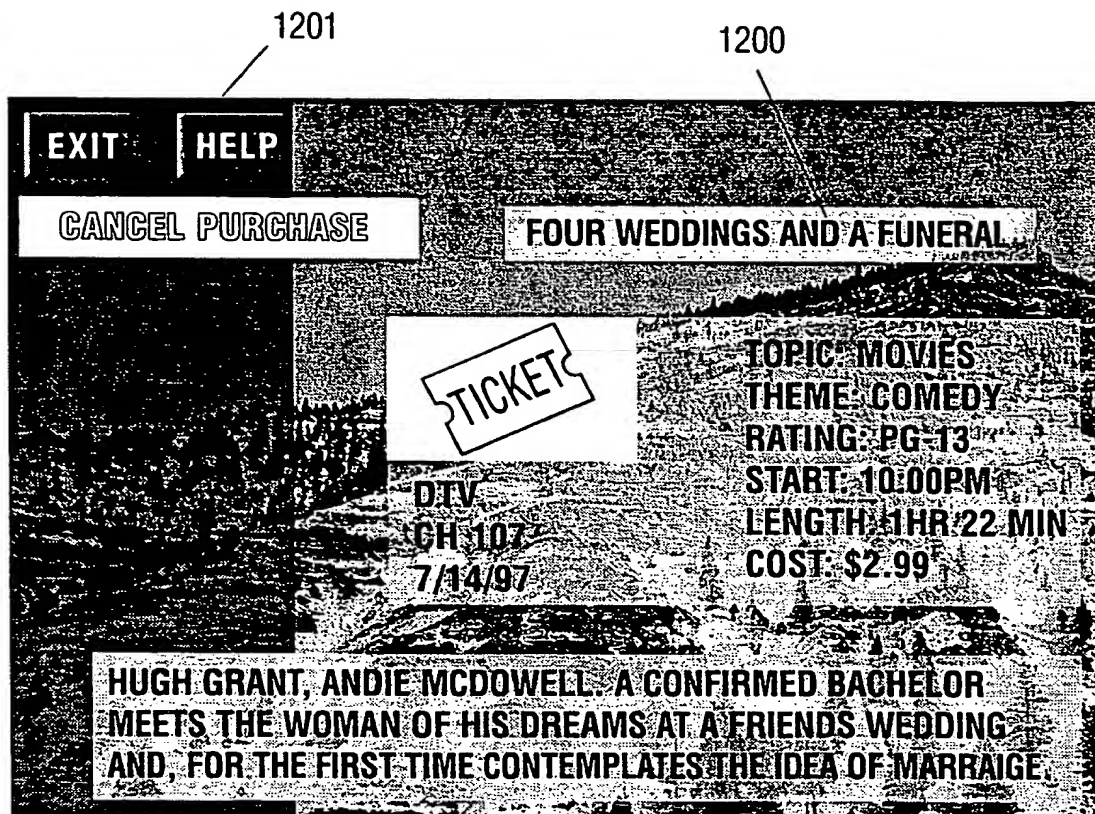 1201
1200
EXIT HELP
CANCEL PURCHASE
FOUR WEDDINGS AND A FUNERAL
TICKET
TOPIC: MOVIES
THEME: COMEDY
RATING: PG-13
START: 10:00PM
LENGTH: 1HR 22 MIN
COST: $2.99
DTV
CH 107
7/14/97
HUGH GRANT, ANDIE MCDOWELL. A CONFIRMED BACHELOR
MEETS THE WOMAN OF HIS DREAMS AT A FRIENDS WEDDING
AND, FOR THE FIRST TIME CONTEMPLATES THE IDEA OF MARRAIGE.